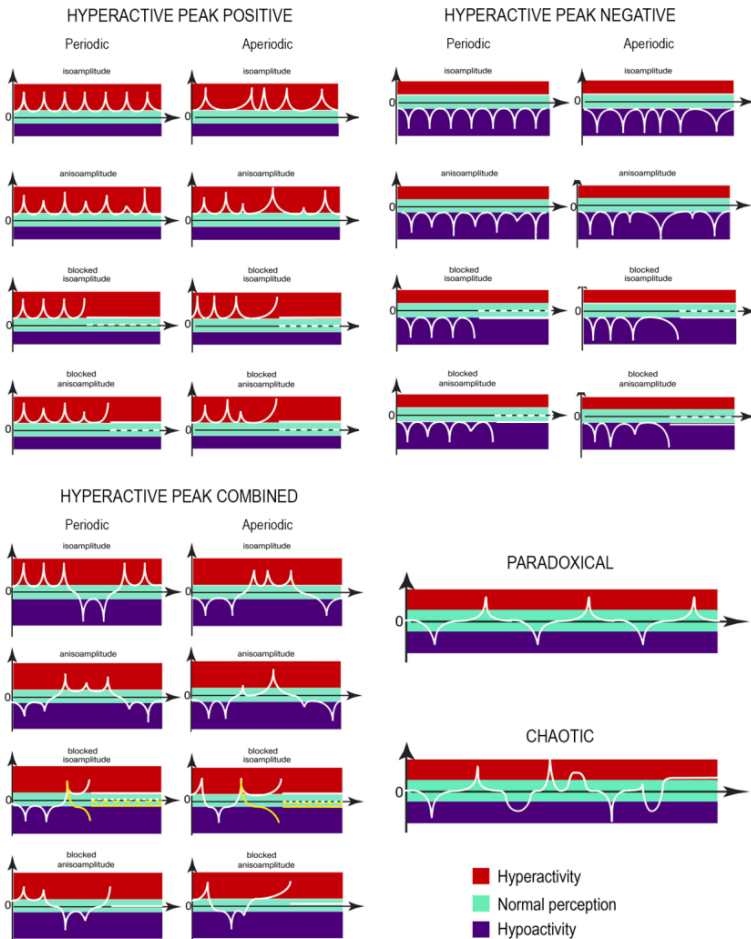 HYPERACTIVE PEAK POSITIVE
Periodic
Aperiodic
isoamplitude
isoamplitude
0
0
anisoamplitude
anisoamplitude
0
0
blocked
isoamplitude
blocked
isoamplitude
0
0
blocked
anisoamplitude
blocked
anisoamplitude
0
0
HYPERACTIVE PEAK NEGATIVE
Periodic
Aperiodic
isoamplitude
isoamplitude
0
0
anisoamplitude
anisoamplitude
0
0
blocked
isoamplitude
blocked
isoamplitude
0
0
blocked
anisoamplitude
blocked
anisoamplitude
0
0
HYPERACTIVE PEAK COMBINED
Periodic
Aperiodic
isoamplitude
isoamplitude
0
0
anisoamplitude
anisoamplitude
0
0
blocked
isoamplitude
blocked
isoamplitude
0
0
blocked
anisoamplitude
blocked
anisoamplitude
0
0
PARADOXICAL
0
CHAOTIC
0
Hyperactivity
Normal perception
Hypoactivity